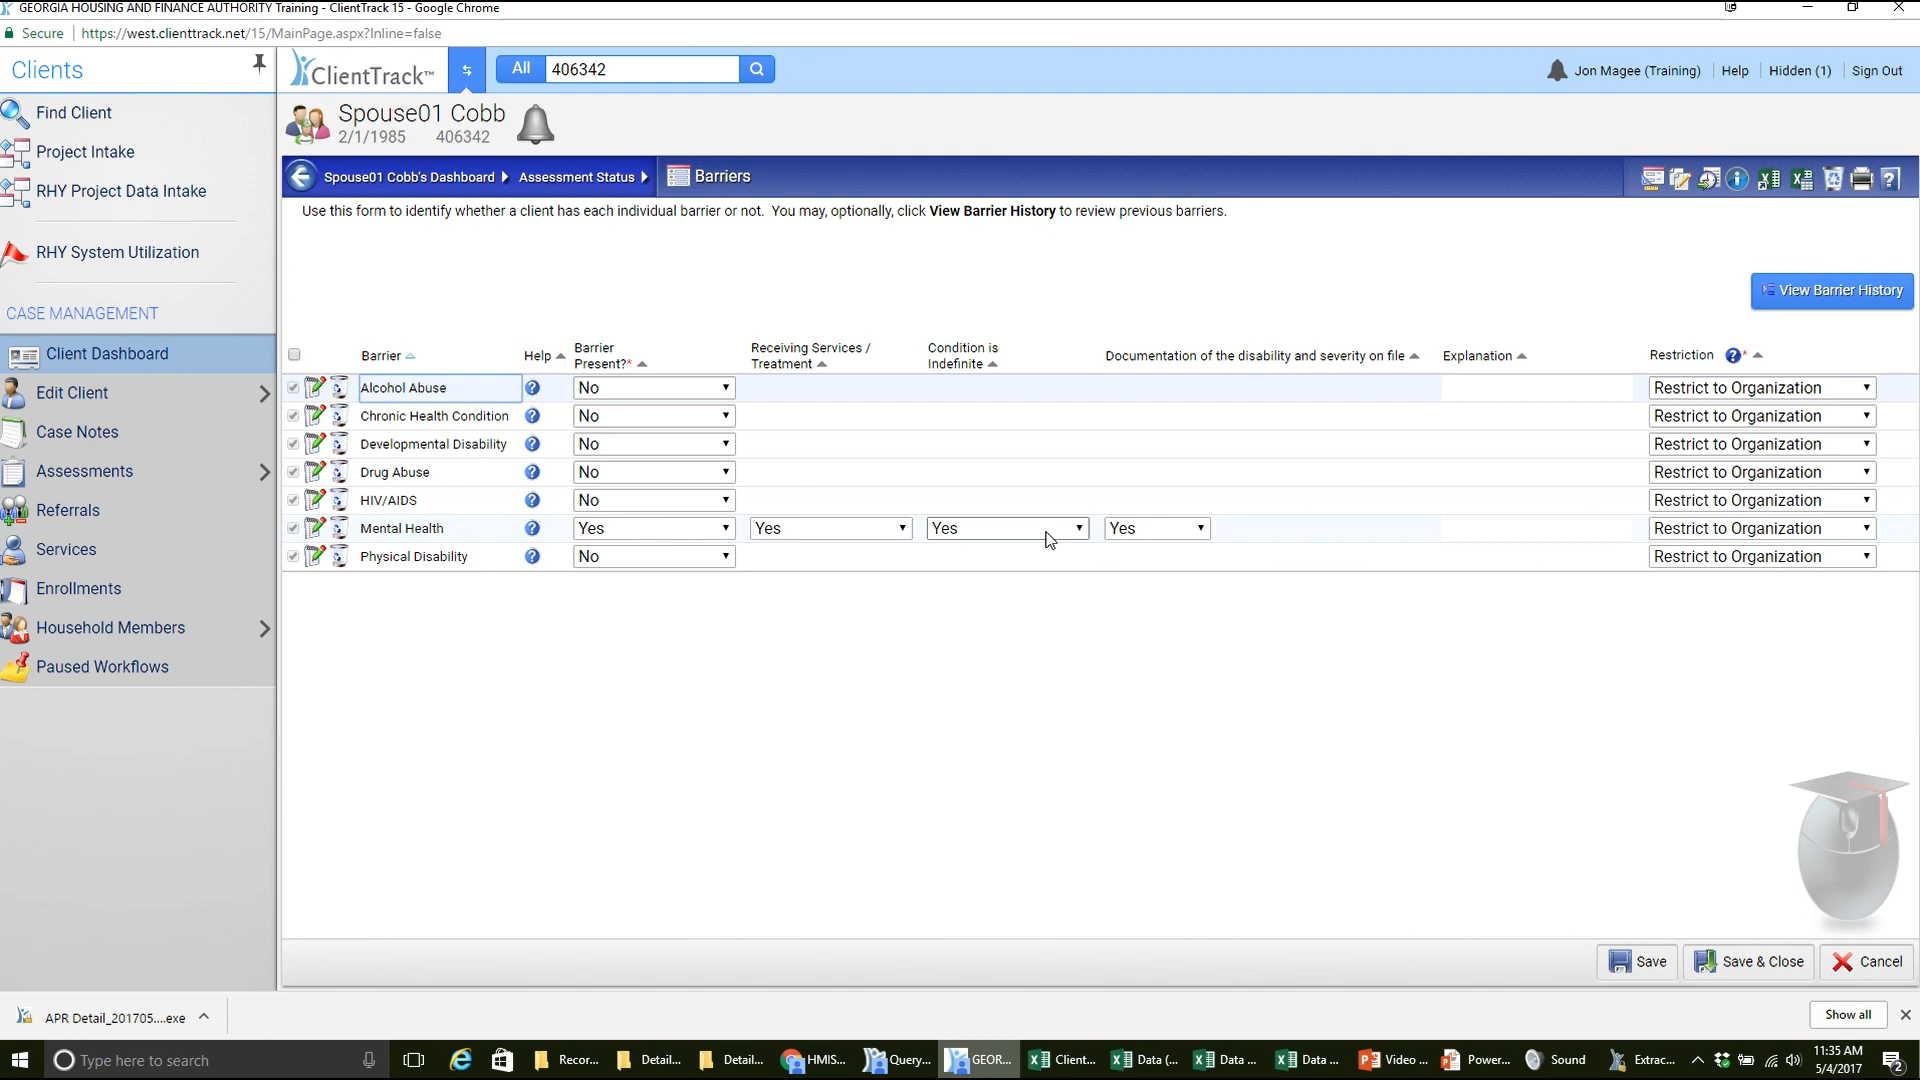 GEORGIA HOUSING AND FINANCE AUTHORITY Training - ClientTrack 15 - Google Chrome
Secure | https://west.clienttrack.net/15/MainPage.aspx?Inline=false
Clients
ClientTrack™
All 406342
Jon Magee (Training) Help Hidden (1) Sign Out
Find Client
Project Intake
RHY Project Data Intake
RHY System Utilization
CASE MANAGEMENT
Client Dashboard
Edit Client
Case Notes
Assessments
Referrals
Services
Enrollments
Household Members
Paused Workflows
Spouse01 Cobb
2/1/1985 406342
Spouse01 Cobb's Dashboard Assessment Status Barriers
Use this form to identify whether a client has each individual barrier or not. You may, optionally, click View Barrier History to review previous barriers.
View Barrier History
Barrier Help Barrier Present?* Receiving Services / Treatment Condition is Indefinite Documentation of the disability and severity on file Explanation Restriction ?*
Alcohol Abuse ? No Restrict to Organization
Chronic Health Condition ? No Restrict to Organization
Developmental Disability ? No Restrict to Organization
Drug Abuse ? No Restrict to Organization
HIV/AIDS ? No Restrict to Organization
Mental Health ? Yes Yes Yes Yes Restrict to Organization
Physical Disability ? No Restrict to Organization
Save Save & Close Cancel
APR Detail_201705....exe
Show all
Type here to search
Recor... Detail... Detail... HMIS... Query... GEOR... Client... Data (... Data ... Data ... Video ... Power... Sound Extrac...
11:35 AM
5/4/2017
2